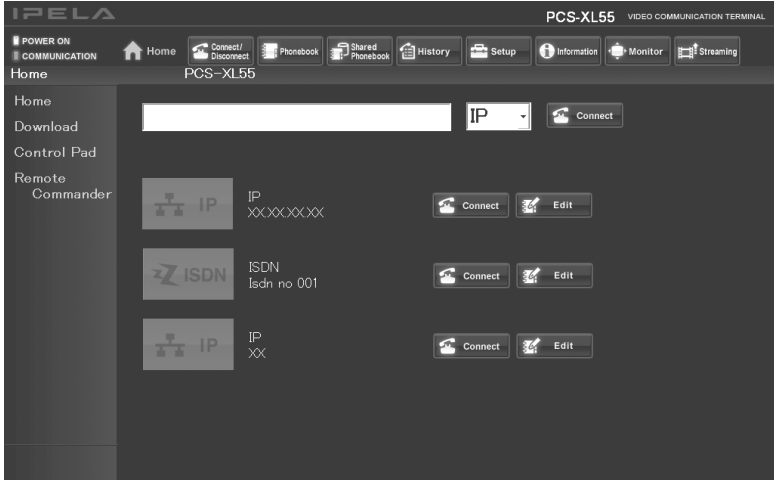 IPELA
PCS-XL55 VIDEO COMMUNICATION TERMINAL
POWER ON
COMMUNICATION
Home
Connect/
Disconnect
Phonebook
Shared
Phonebook
History
Setup
Information
Monitor
Streaming
Home
PCS-XL55
Home
Download
Control Pad
Remote
Commander
IP
Connect
IP
IP
XX.XX.XX.XX
Connect
Edit
ISDN
ISDN
Isdn no 001
Connect
Edit
IP
IP
XX
Connect
Edit